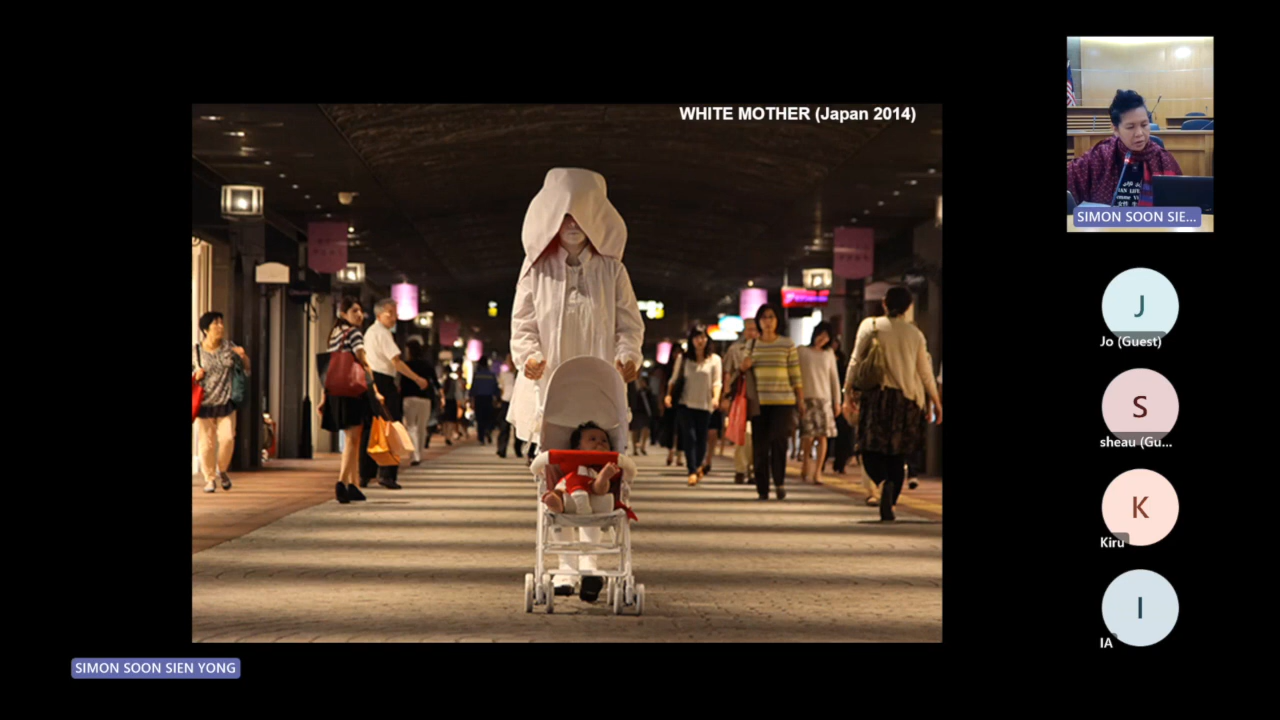 WHITE MOTHER (Japan 2014)
SIMON SOON SIE...
J
Jo (Guest)
S
sheau (Gu...
K
Kiru
I
IA
SIMON SOON SIEN YONG